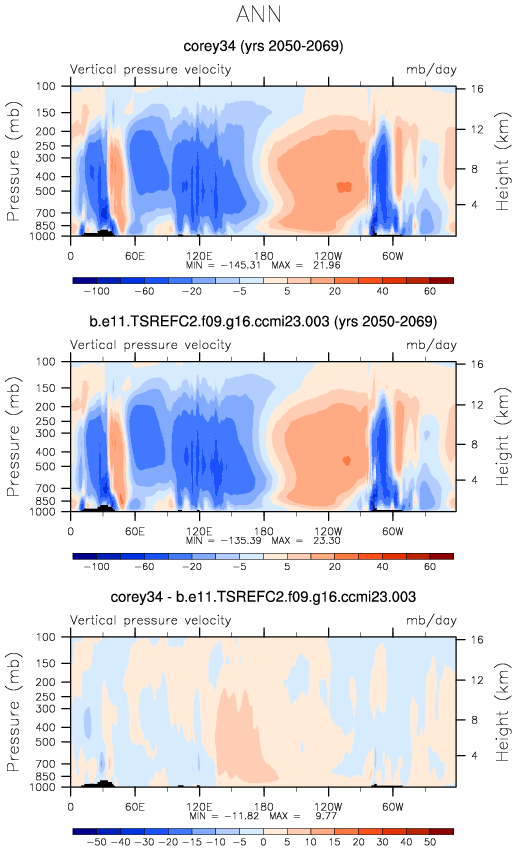 ANN
corey34 (yrs 2050-2069)
Vertical pressure velocity mb/day
Pressure (mb)
100
150
200
250
300
400
500
700
850
1000
16
12
8
4
Height (km)
0 60E 120E 180 120W 60W
MIN = -145.31 MAX = 21.96
-100 -60 -20 -5 5 20 40 60
b.e11.TSREFC2.f09.g16.ccmi23.003 (yrs 2050-2069)
Vertical pressure velocity mb/day
Pressure (mb)
100
150
200
250
300
400
500
700
850
1000
16
12
8
4
Height (km)
0 60E 120E 180 120W 60W
MIN = -135.39 MAX = 23.30
-100 -60 -20 -5 5 20 40 60
corey34 - b.e11.TSREFC2.f09.g16.ccmi23.003
Vertical pressure velocity mb/day
Pressure (mb)
100
150
200
250
300
400
500
700
850
1000
16
12
8
4
Height (km)
0 60E 120E 180 120W 60W
MIN = -11.82 MAX = 9.77
-50 -40 -30 -20 -15 -10 -5 0 5 10 15 20 30 40 50